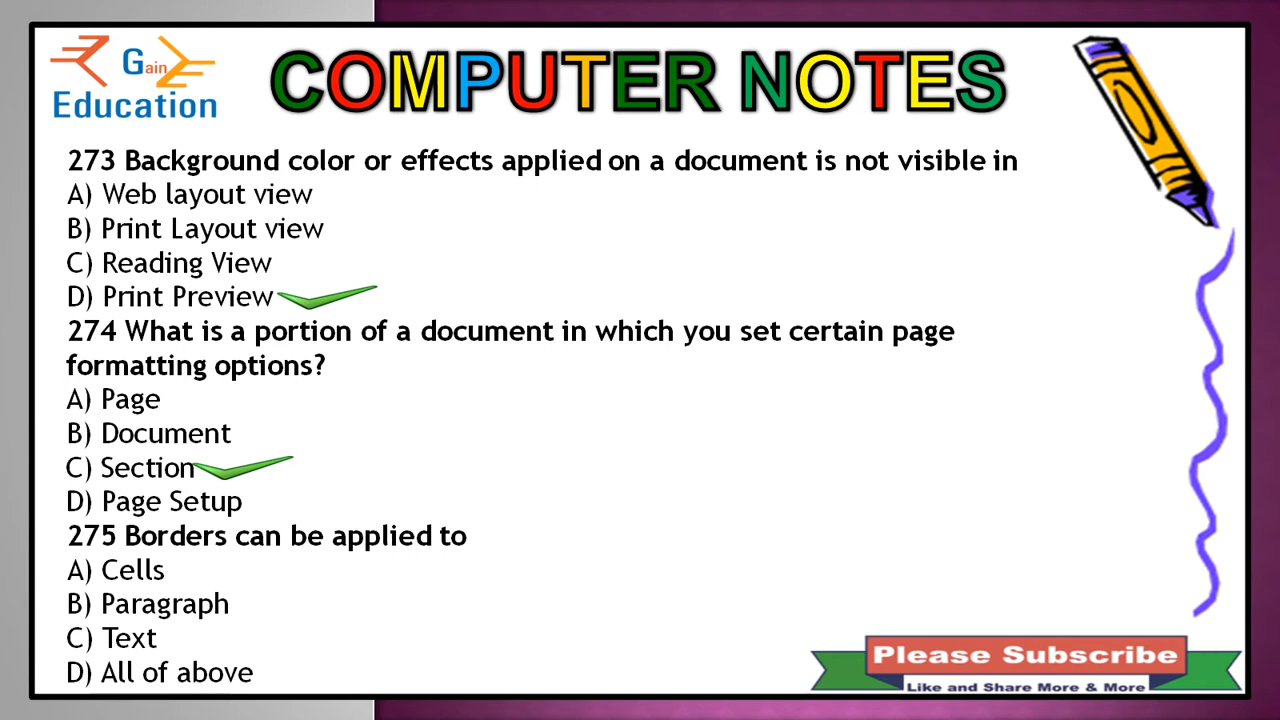 Gain
Education
COMPUTER NOTES
273 Background color or effects applied on a document is not visible in
A) Web layout view
B) Print Layout view
C) Reading View
D) Print Preview
274 What is a portion of a document in which you set certain page
formatting options?
A) Page
B) Document
C) Section
D) Page Setup
275 Borders can be applied to
A) Cells
B) Paragraph
C) Text
D) All of above
Please Subscribe
Like and Share More & More